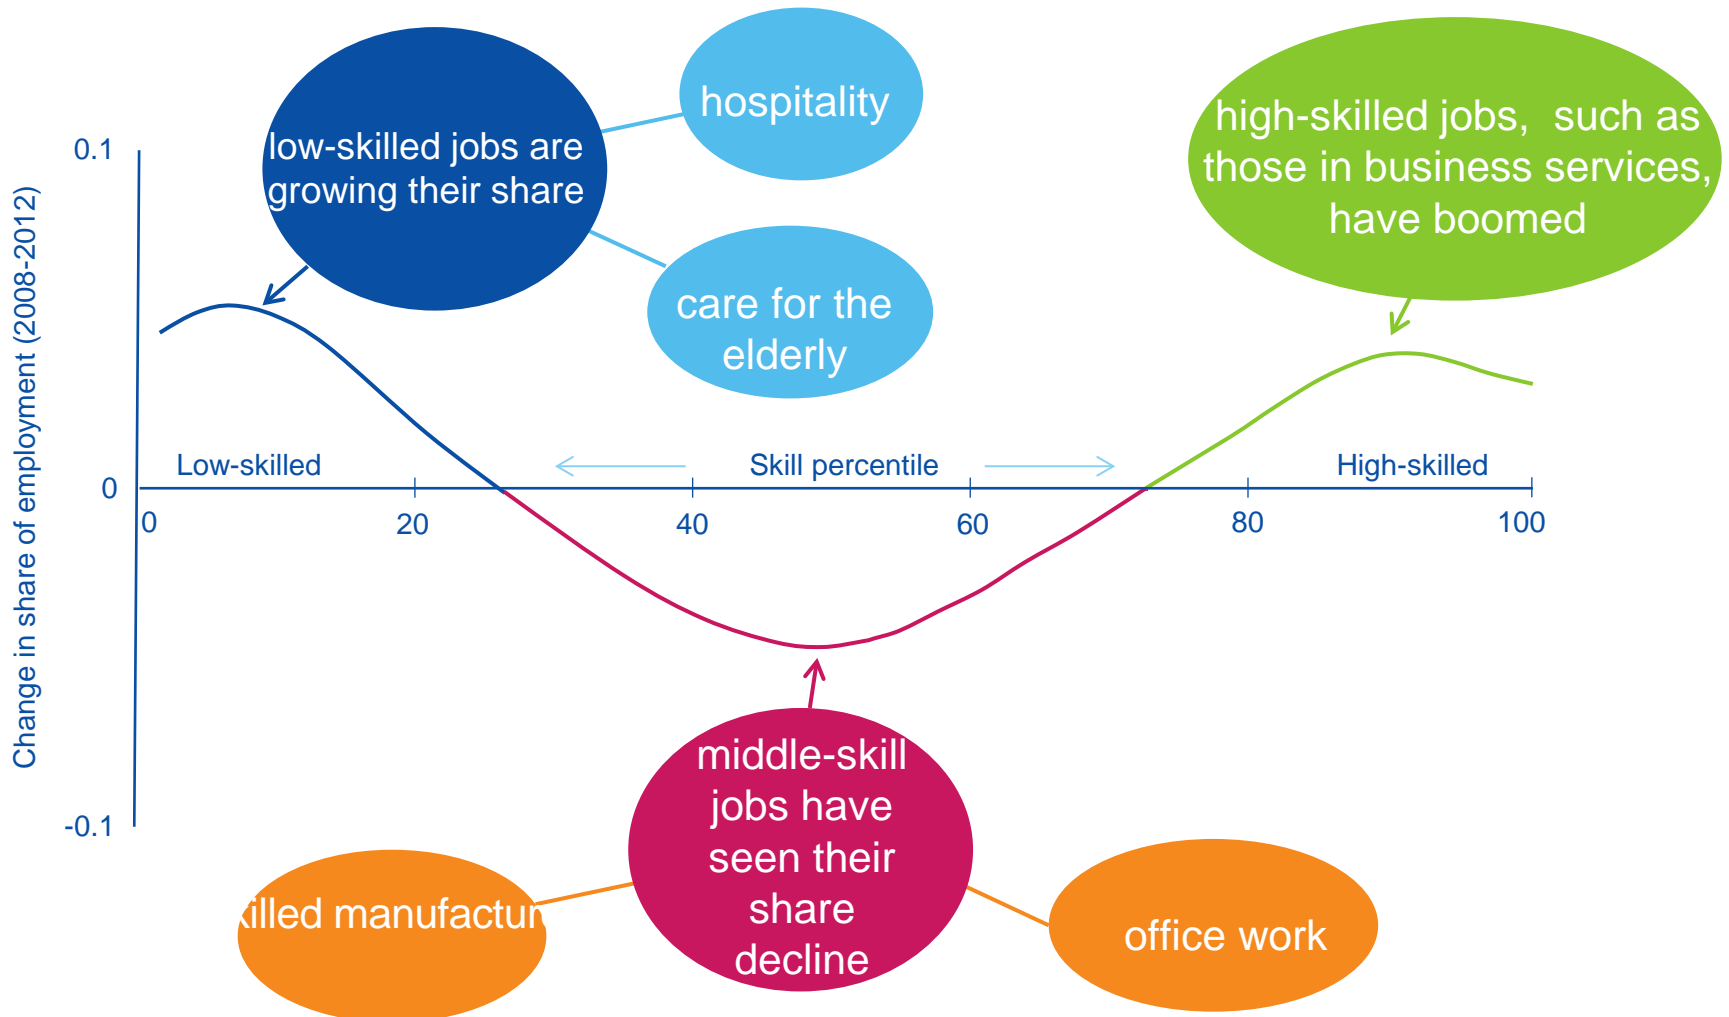 low-skilled jobs are
growing their share
hospitality
care for the
elderly
high-skilled jobs, such as
those in business services,
have boomed
Change in share of employment (2008-2012)
0.1
0
-0.1
Low-skilled
Skill percentile
High-skilled
0
20
40
60
80
100
middle-skill
jobs have
seen their
share
decline
killed manufactur
office work